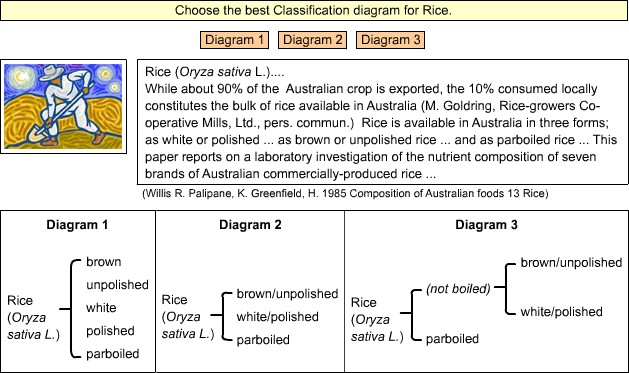 Choose the best Classification diagram for Rice.
Diagram 1 Diagram 2 Diagram 3
Rice (Oryza sativa L.)....
While about 90% of the Australian crop is exported, the 10% consumed locally
constitutes the bulk of rice available in Australia (M. Goldring, Rice-growers Co-
operative Mills, Ltd., pers. commun.) Rice is available in Australia in three forms;
as white or polished ... as brown or unpolished rice ... and as parboiled rice ... This
paper reports on a laboratory investigation of the nutrient composition of seven
brands of Australian commercially-produced rice ...
(Willis R. Palipane, K. Greenfield, H. 1985 Composition of Australian foods 13 Rice)
Diagram 1
Rice
(Oryza
sativa L.)
brown
unpolished
white
polished
parboiled
Diagram 2
Rice
(Oryza
sativa L.)
brown/unpolished
white/polished
parboiled
Diagram 3
Rice
(Oryza
sativa L.)
(not boiled)
brown/unpolished
white/polished
parboiled